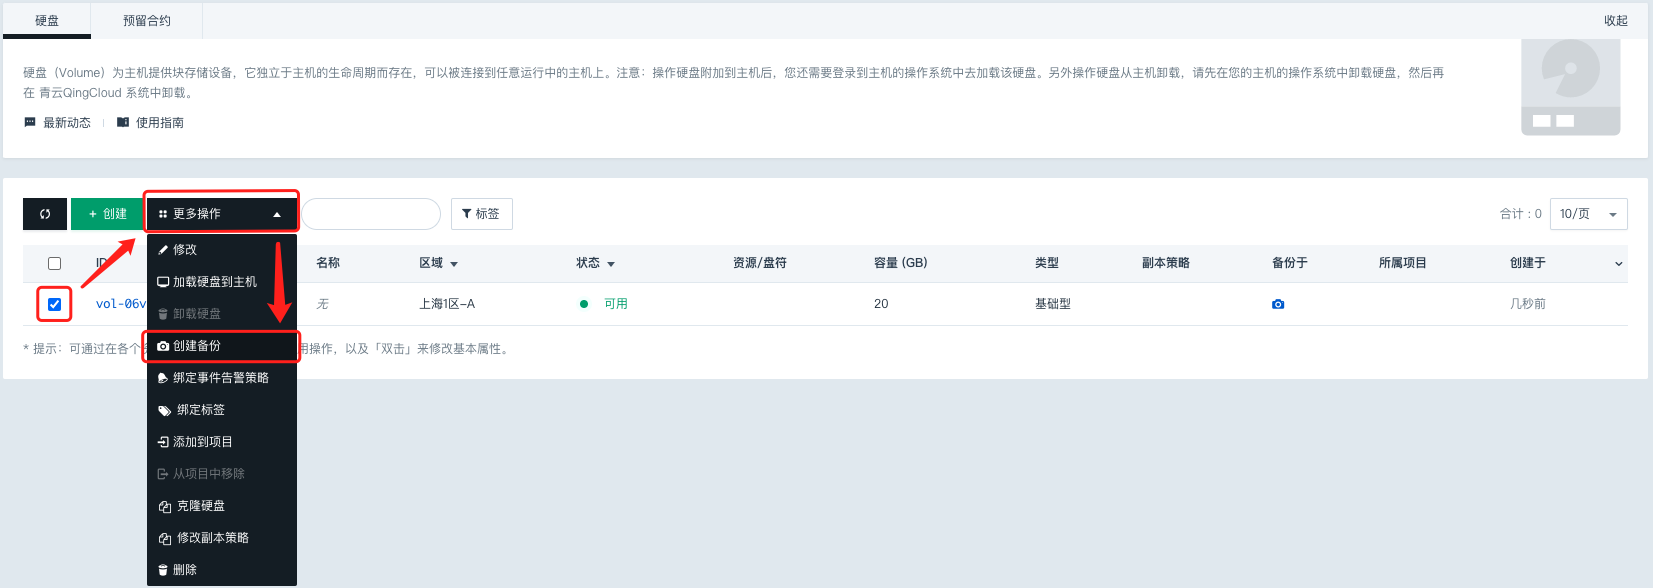 硬盘 预留合约 收起
硬盘（Volume）为主机提供块存储设备，它独立于主机的生命周期而存在，可以被连接到任意运行中的主机上。注意：操作硬盘附加到主机后，您还需要登录到主机的操作系统中去加载该硬盘。另外操作硬盘从主机卸载，请先在您的主机的操作系统中卸载硬盘，然后再
在 青云QingCloud 系统中卸载。
最新动态 使用指南
+ 创建 更多操作 标签 合计：0 10/页
ID 名称 区域 状态 资源/盘符 容量 (GB) 类型 副本策略 备份于 所属项目 创建于
vol-06v 无 上海1区-A 可用 20 基础型 几秒前
* 提示：可通过在各个 用操作，以及「双击」来修改基本属性。
修改
加载硬盘到主机
卸载硬盘
创建备份
绑定事件告警策略
绑定标签
添加到项目
从项目中移除
克隆硬盘
修改副本策略
删除